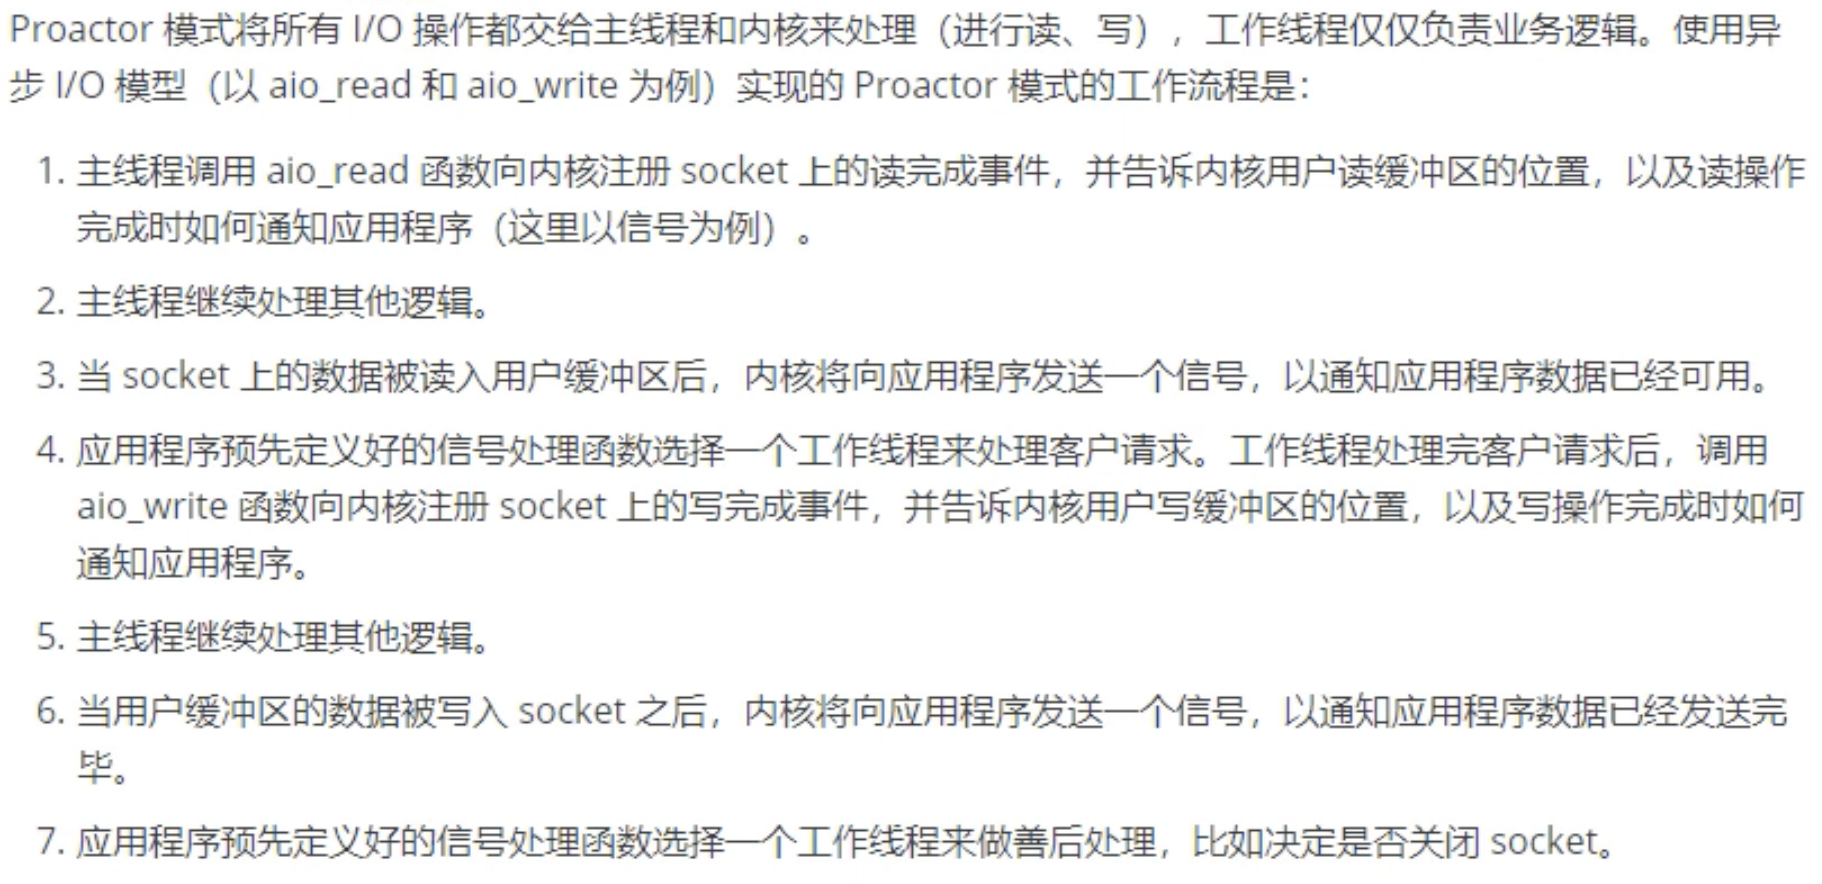 Proactor 模式将所有 I/O 操作都交给主线程和内核来处理（进行读、写），工作线程仅仅负责业务逻辑。使用异
步 I/O 模型（以 aio_read 和 aio_write 为例）实现的 Proactor 模式的工作流程是：
1. 主线程调用 aio_read 函数向内核注册 socket 上的读完成事件，并告诉内核用户读缓冲区的位置，以及读操作
完成时如何通知应用程序（这里以信号为例）。
2. 主线程继续处理其他逻辑。
3. 当 socket 上的数据被读入用户缓冲区后，内核将向应用程序发送一个信号，以通知应用程序数据已经可用。
4. 应用程序预先定义好的信号处理函数选择一个工作线程来处理客户请求。工作线程处理完客户请求后，调用
aio_write 函数向内核注册 socket 上的写完成事件，并告诉内核用户写缓冲区的位置，以及写操作完成时如何
通知应用程序。
5. 主线程继续处理其他逻辑。
6. 当用户缓冲区的数据被写入 socket 之后，内核将向应用程序发送一个信号，以通知应用程序数据已经发送完
毕。
7. 应用程序预先定义好的信号处理函数选择一个工作线程来做善后处理，比如决定是否关闭 socket。